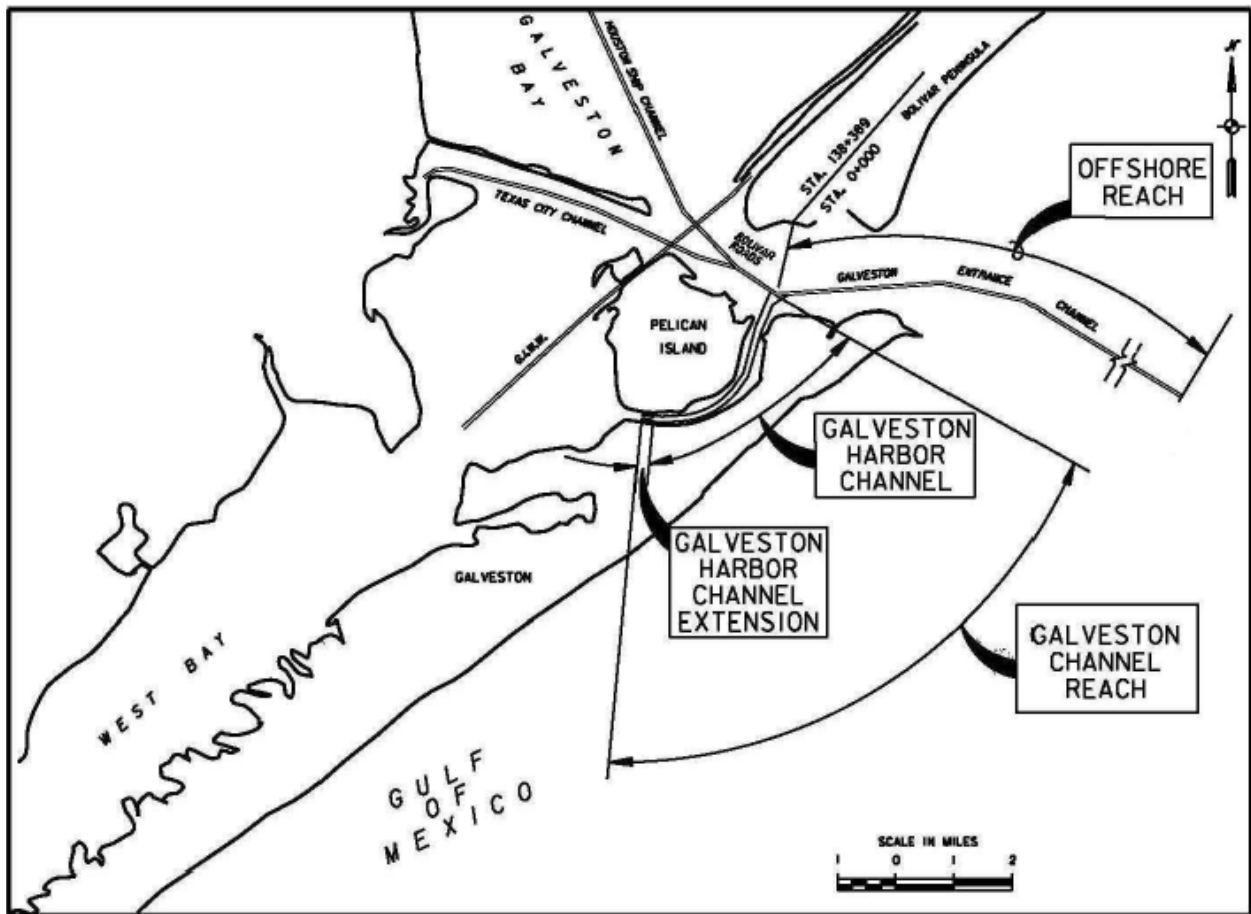 GALVESTON
BAY
HOUSTON SHIP CHANNEL
BOLIVAR PENINSULA
N
STA. 138+389
STA. 0+000
OFFSHORE
REACH
TEXAS CITY CHANNEL
BOLIVAR
ROADS
GALVESTON ENTRANCE CHANNEL
PELICAN
ISLAND
G.I.W.W.
GALVESTON
HARBOR
CHANNEL
GALVESTON
HARBOR
CHANNEL
EXTENSION
GALVESTON
GALVESTON
CHANNEL
REACH
WEST BAY
GULF
OF
MEXICO
SCALE IN MILES
1 0 1 2